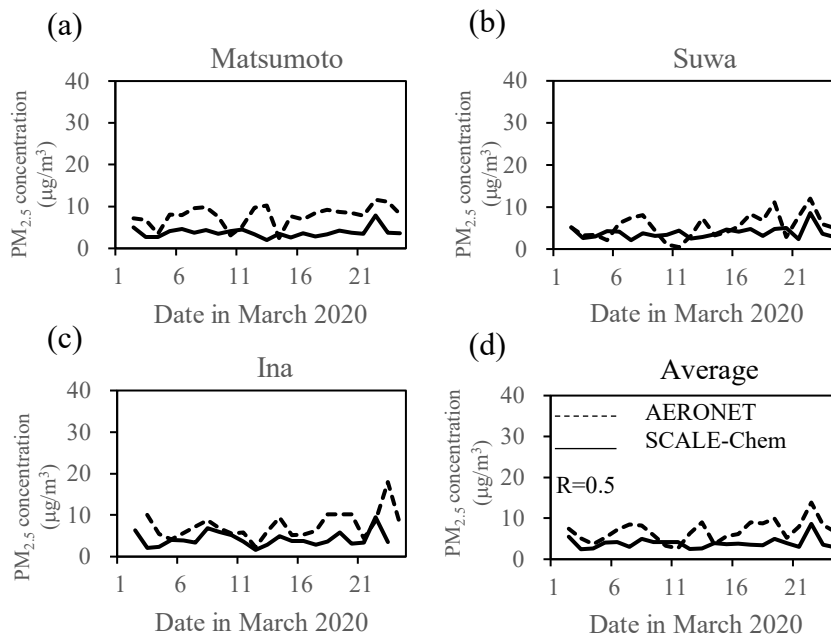 (a)
Matsumoto
PM2.5 concentration
(μg/m³)
40
30
20
10
0
1 6 11 16 21
Date in March 2020
(b)
Suwa
PM2.5 concentration
(μg/m³)
40
30
20
10
0
1 6 11 16 21
Date in March 2020
(c)
Ina
PM2.5 concentration
(μg/m³)
40
30
20
10
0
1 6 11 16 21
Date in March 2020
(d)
Average
PM2.5 concentration
(μg/m³)
40
30
20
10
0
AERONET
SCALE-Chem
R=0.5
1 6 11 16 21
Date in March 2020